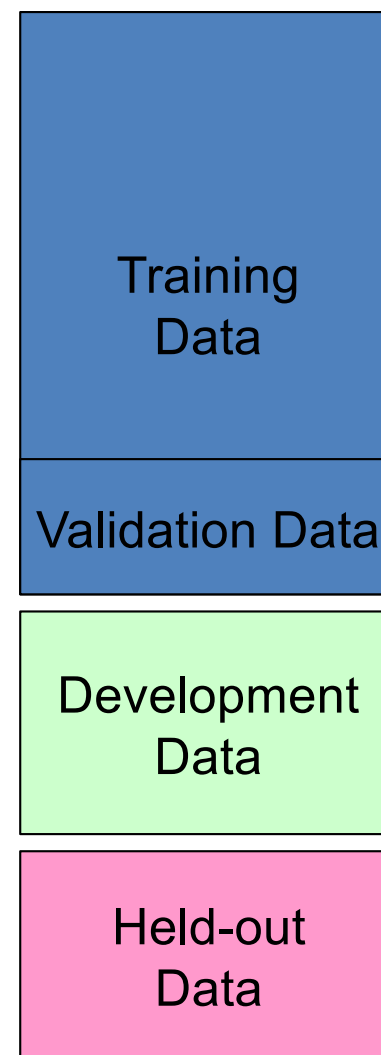 Training
Data
Validation Data
Development
Data
Held-out
Data